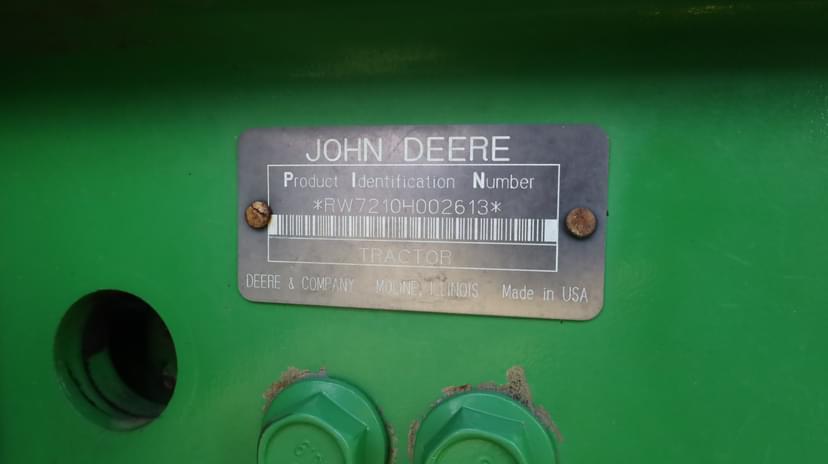 JOHN DEERE
Product Identification Number
*RW7210H002613*
TRACTOR
DEERE & COMPANY MOLINE, ILLINOIS Made in USA